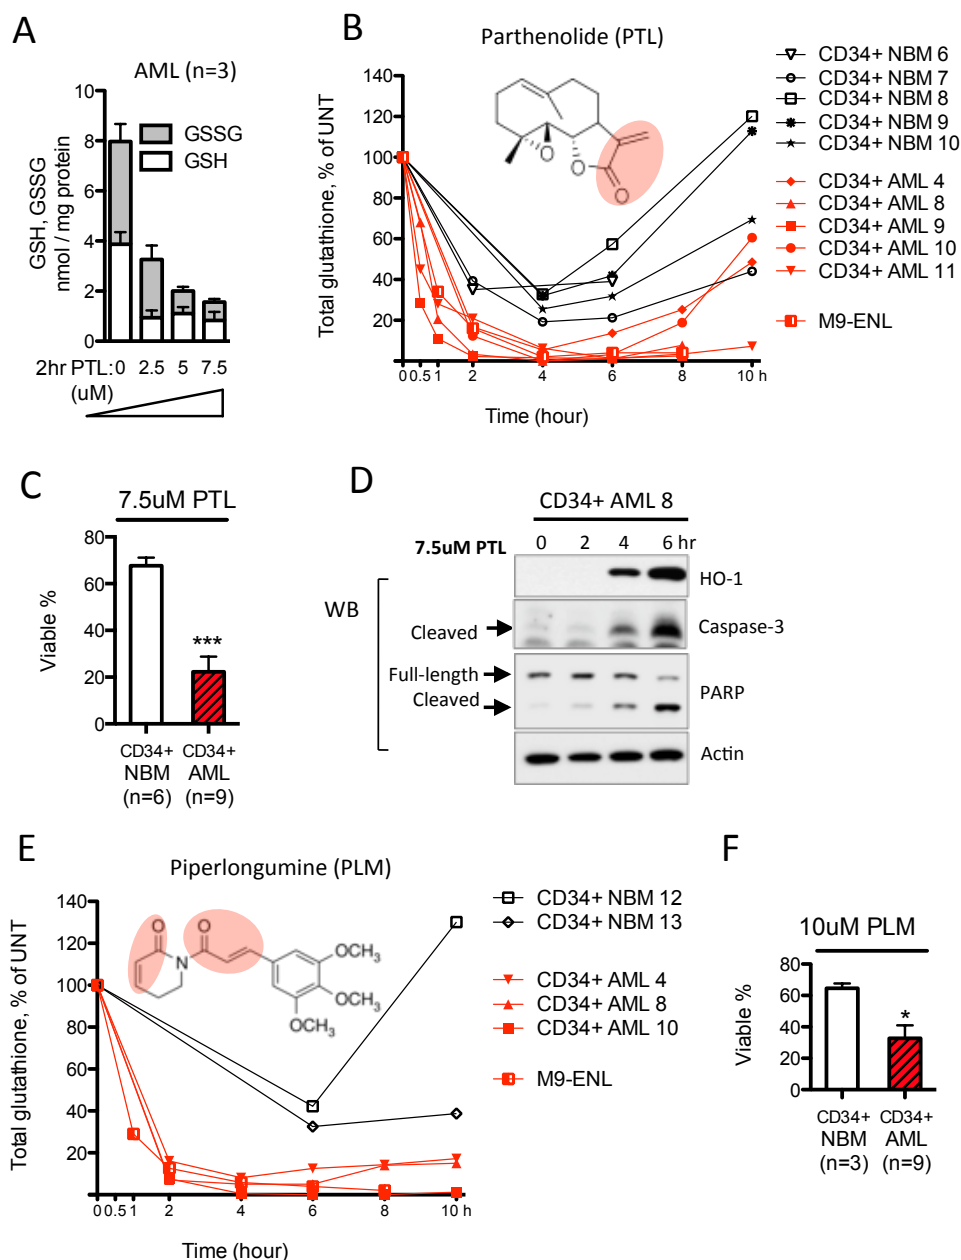 A
AML (n=3)
10
8
6
4
2
0
GSH, GSSG
nmol / mg protein
GSSG
GSH
2hr PTL: 0 2.5 5 7.5
(uM)
B
Parthenolide (PTL)
140
120
100
80
60
40
20
Total glutathione, % of UNT
O
O
O
0 0.5 1 2 4 6 8 10 h
Time (hour)
CD34+ NBM 6
CD34+ NBM 7
CD34+ NBM 8
CD34+ NBM 9
CD34+ NBM 10
CD34+ AML 4
CD34+ AML 8
CD34+ AML 9
CD34+ AML 10
CD34+ AML 11
M9-ENL
C
7.5uM PTL
80
60
40
20
0
Viable %
***
CD34+
NBM
(n=6)
CD34+
AML
(n=9)
D
CD34+ AML 8
7.5uM PTL 0 2 4 6 hr
WB
HO-1
Cleaved
Caspase-3
Full-length
Cleaved
PARP
Actin
E
Piperlongumine (PLM)
140
120
100
80
60
40
20
Total glutathione, % of UNT
O
O
N
OCH3
OCH3
OCH3
0 0.5 1 2 4 6 8 10 h
Time (hour)
CD34+ NBM 12
CD34+ NBM 13
CD34+ AML 4
CD34+ AML 8
CD34+ AML 10
M9-ENL
F
10uM PLM
80
60
40
20
0
Viable %
*
CD34+
NBM
(n=3)
CD34+
AML
(n=9)